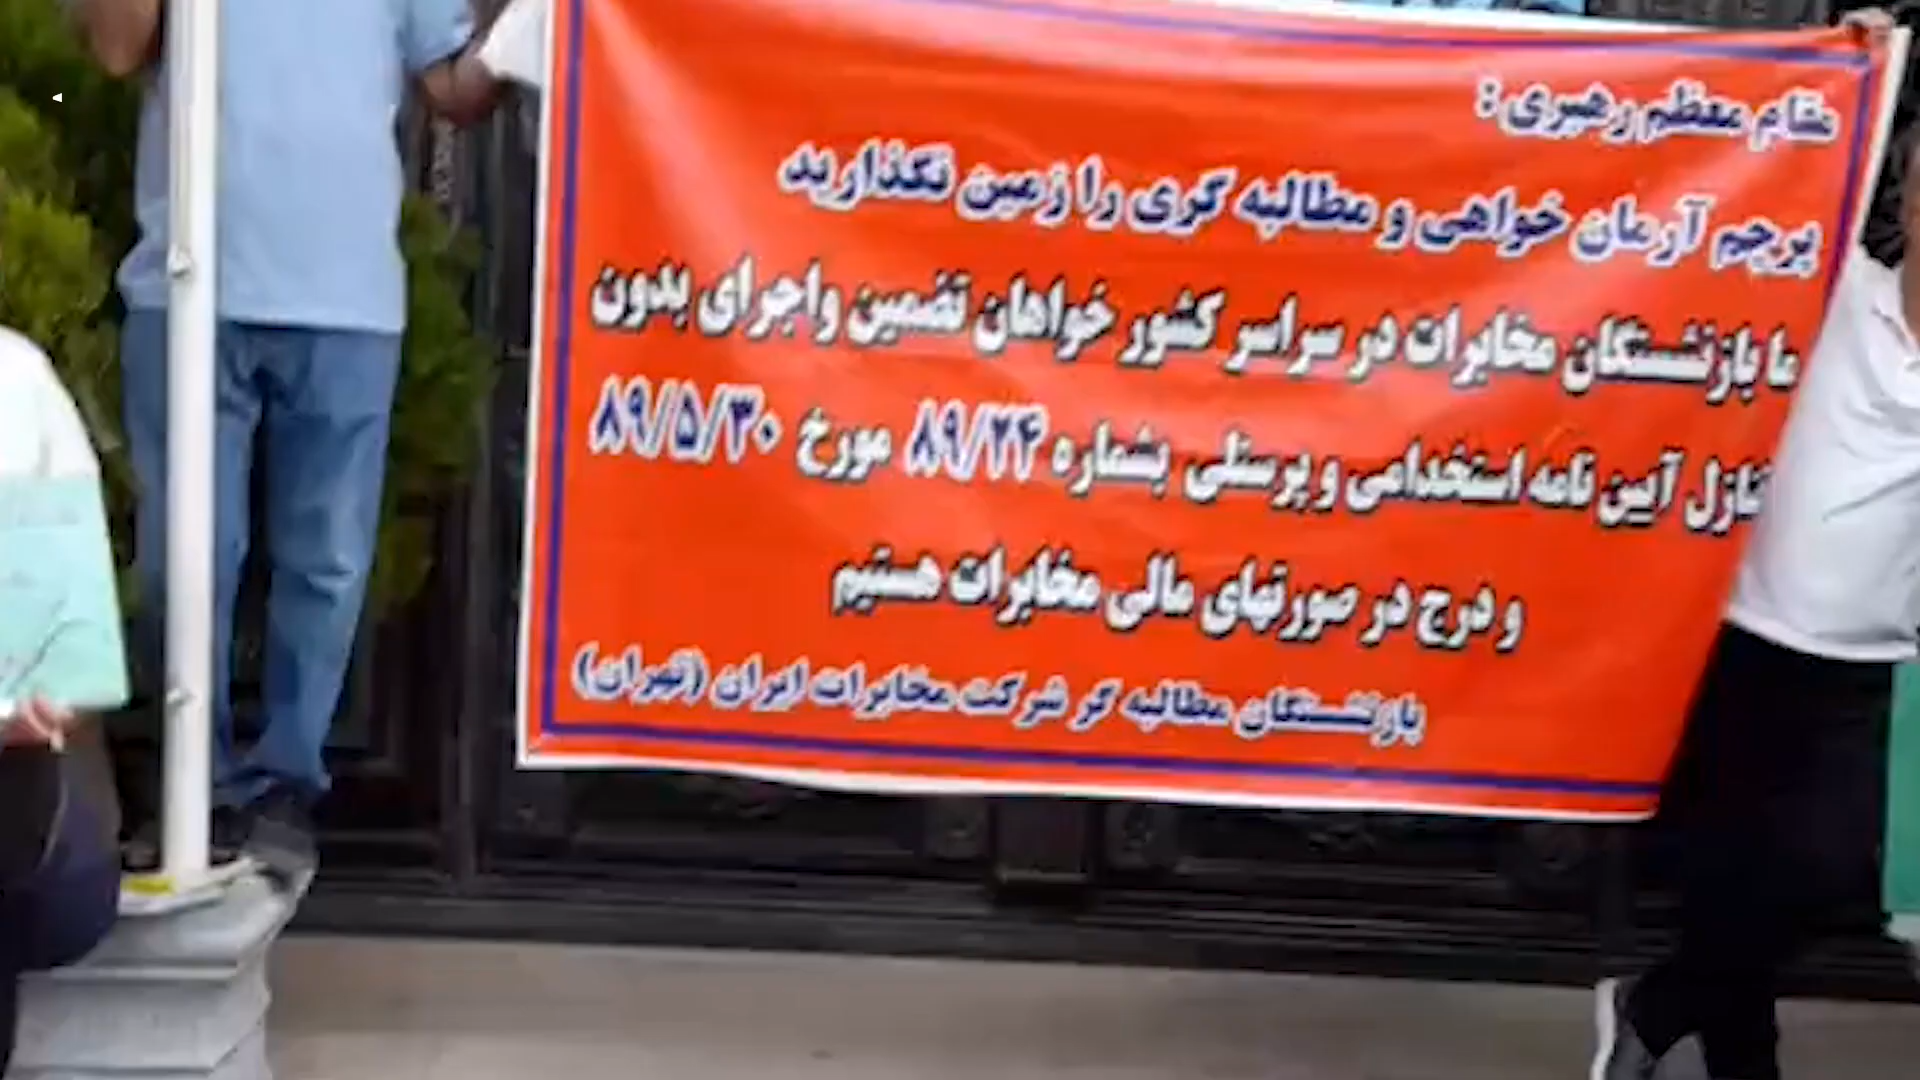 مقام معظم رهبری :
پرچم آرمان خواهی و مطالبه گری را زمین نگذارید
ما بازنشستگان مخابرات در سراسر کشور خواهان تضمین واجرای بدون
تنازل آیین نامه استخدامی و پرسنلی بشماره ۸۹/۲۴ مورخ ۸۹/۵/۳۰
و درج در صورتهای مالی مخابرات هستیم
بازنشستگان مطالبه گر شرکت مخابرات ایران (تهران)